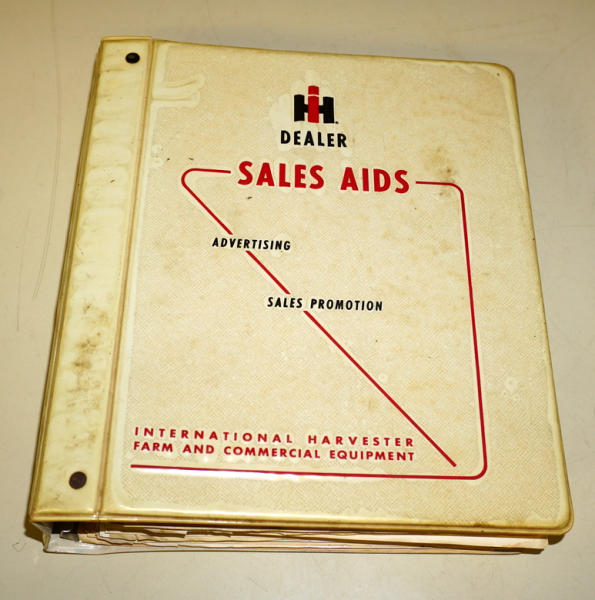 IH
DEALER
SALES AIDS
ADVERTISING
SALES PROMOTION
INTERNATIONAL HARVESTER
FARM AND COMMERCIAL EQUIPMENT